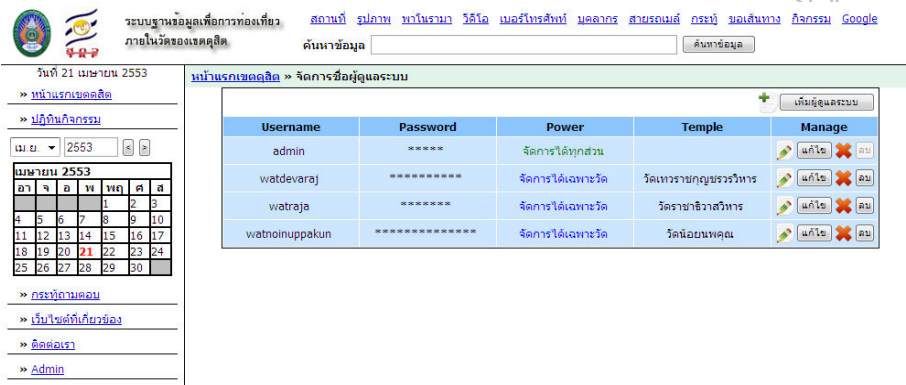 ระบบฐานข้อมูลเพื่อการท่องเที่ยว
ภายในวัดของเขตดุสิต
สถานที่ รูปภาพ พาโนรามา วิดีโอ เบอร์โทรศัพท์ บุคลากร สายรถเมล์ กระทู้ ขอเส้นทาง กิจกรรม Google
ค้นหาข้อมูล ค้นหาข้อมูล
วันที่ 21 เมษายน 2553
หน้าแรกเขตดุสิต » จัดการชื่อผู้ดูแลระบบ
» หน้าแรกเขตดุสิต
» ปฏิทินกิจกรรม
เม.ย. 2553 < >
เมษายน 2553
อา จ อ พ พฤ ศ ส
1 2 3
4 5 6 7 8 9 10
11 12 13 14 15 16 17
18 19 20 21 22 23 24
25 26 27 28 29 30
» กระทู้ถามตอบ
» เว็บไซต์ที่เกี่ยวข้อง
» ติดต่อเรา
» Admin
เพิ่มผู้ดูแลระบบ
Username Password Power Temple Manage
admin ***** จัดการได้ทุกส่วน แก้ไข ลบ
watdevaraj ********** จัดการได้เฉพาะวัด วัดเทวราชกุญชรวรวิหาร แก้ไข ลบ
watraja ******* จัดการได้เฉพาะวัด วัดราชาธิวาสวิหาร แก้ไข ลบ
watnoinuppakun ************** จัดการได้เฉพาะวัด วัดน้อยนพคุณ แก้ไข ลบ